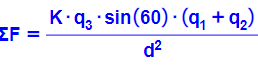 ΣF = K·q₃·sin(60)·(q₁ + q₂) / d²